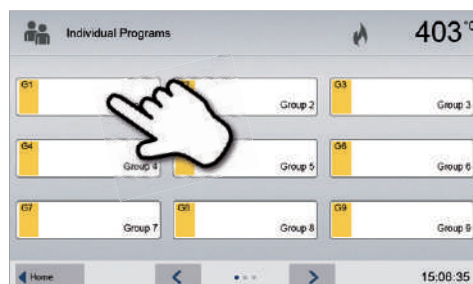 Individual Programs 403°C
G1 G3
Group 2 Group 3
G4 G6
Group 4 Group 5 Group 6
G7 G8 G9
Group 7 Group 8 Group 9
Home 15:06:35